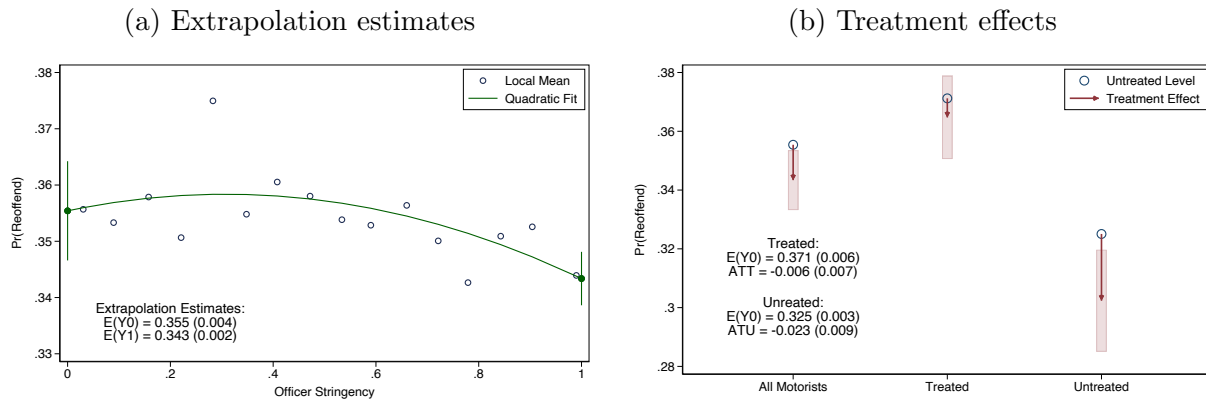 (a) Extrapolation estimates
.38
.37
.36
.35
.34
.33
Pr(Reoffend)
Local Mean
Quadratic Fit
Extrapolation Estimates:
E(Y0) = 0.355 (0.004)
E(Y1) = 0.343 (0.002)
0
.2
.4
.6
.8
1
Officer Stringency
(b) Treatment effects
.38
.36
.34
.32
.3
.28
Pr(Reoffend)
Untreated Level
Treatment Effect
Treated:
E(Y0) = 0.371 (0.006)
ATT = -0.006 (0.007)
Untreated:
E(Y0) = 0.325 (0.003)
ATU = -0.023 (0.009)
All Motorists
Treated
Untreated